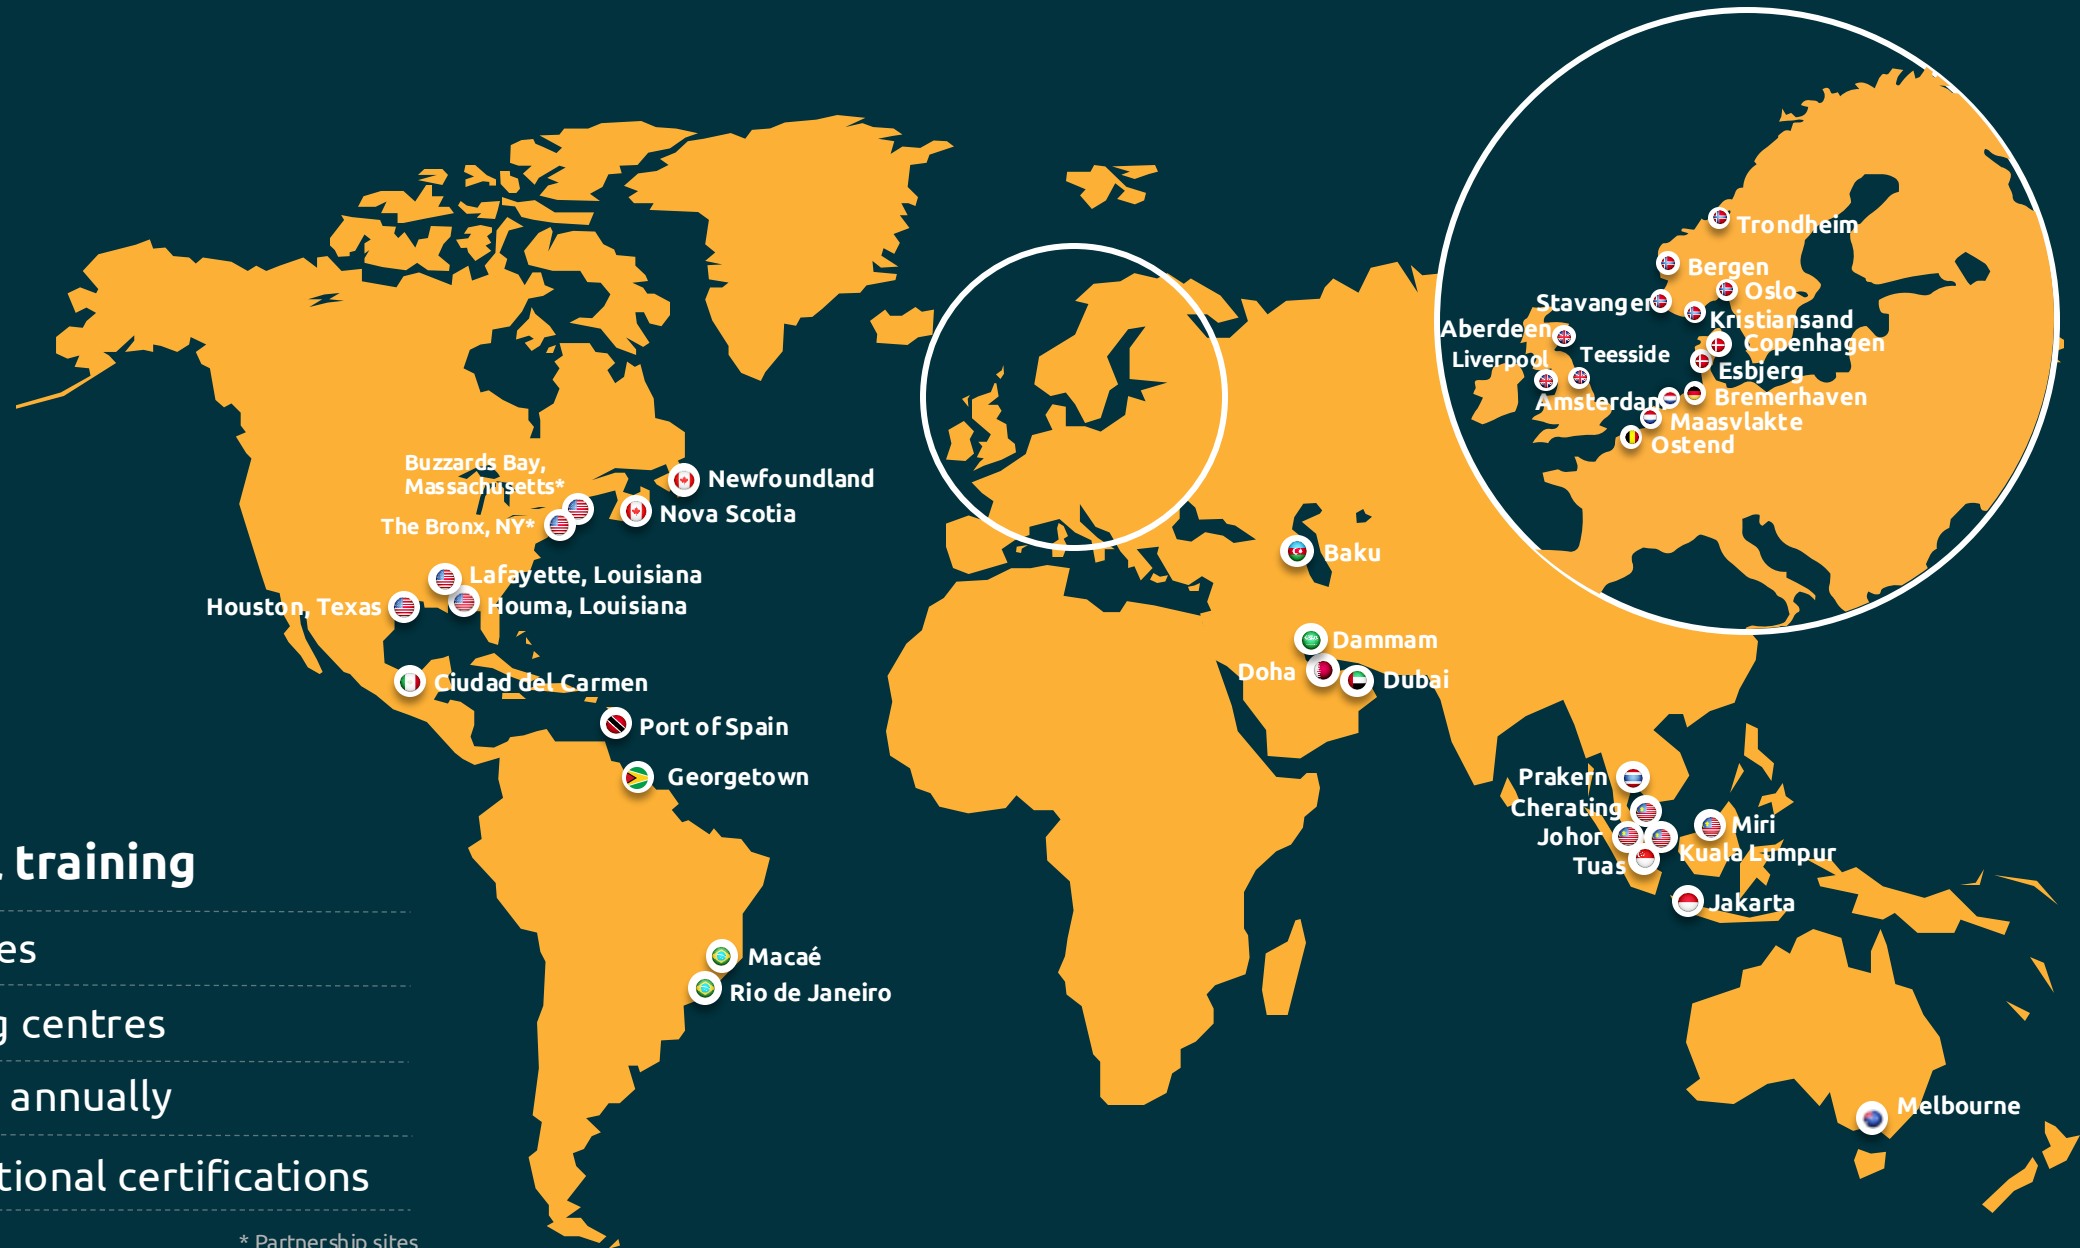 Trondheim
Bergen
Oslo
Stavanger
Kristiansand
Aberdeen
Copenhagen
Liverpool
Teesside
Esbjerg
Amsterdam
Bremerhaven
Maasvlakte
Ostend
Buzzards Bay,
Massachusetts*
Newfoundland
Nova Scotia
The Bronx, NY*
Baku
Lafayette, Louisiana
Houston, Texas
Houma, Louisiana
Dammam
Doha
Dubai
Ciudad del Carmen
Port of Spain
Georgetown
Prakern
Cherating
Johor
Miri
Kuala Lumpur
Tuas
Jakarta
Macaé
Rio de Janeiro
Melbourne
training
es
g centres
annually
tional certifications
* Partnership sites